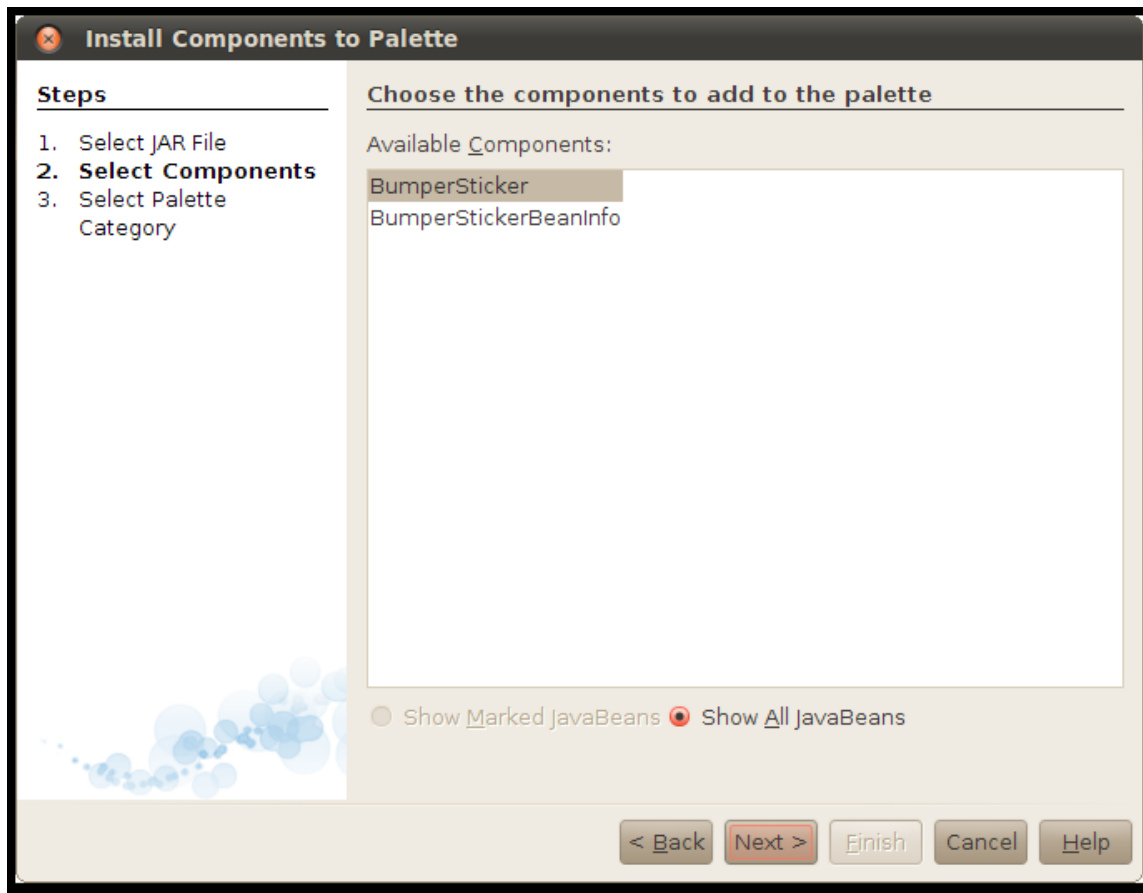 Install Components to Palette
Steps
1. Select JAR File
2. Select Components
3. Select Palette
Category
Choose the components to add to the palette
Available Components:
BumperSticker
BumperStickerBeanInfo
Show Marked JavaBeans
Show All JavaBeans
< Back
Next >
Finish
Cancel
Help